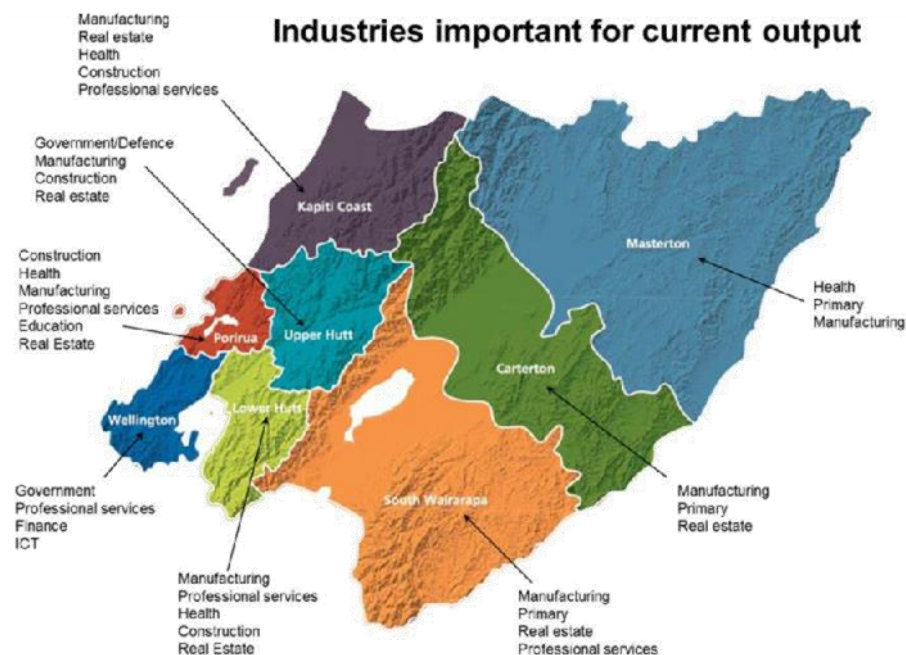 Industries important for current output
Manufacturing
Real estate
Health
Construction
Professional services
Government/Defence
Manufacturing
Construction
Real estate
Kapiti Coast
Masterton
Construction
Health
Manufacturing
Professional services
Education
Real Estate
Health
Primary
Manufacturing
Porirua
Upper Hutt
Carterton
Wellington
Lower Hutt
South Wairarapa
Government
Professional services
Finance
ICT
Manufacturing
Primary
Real estate
Manufacturing
Professional services
Health
Construction
Real Estate
Manufacturing
Primary
Real estate
Professional services